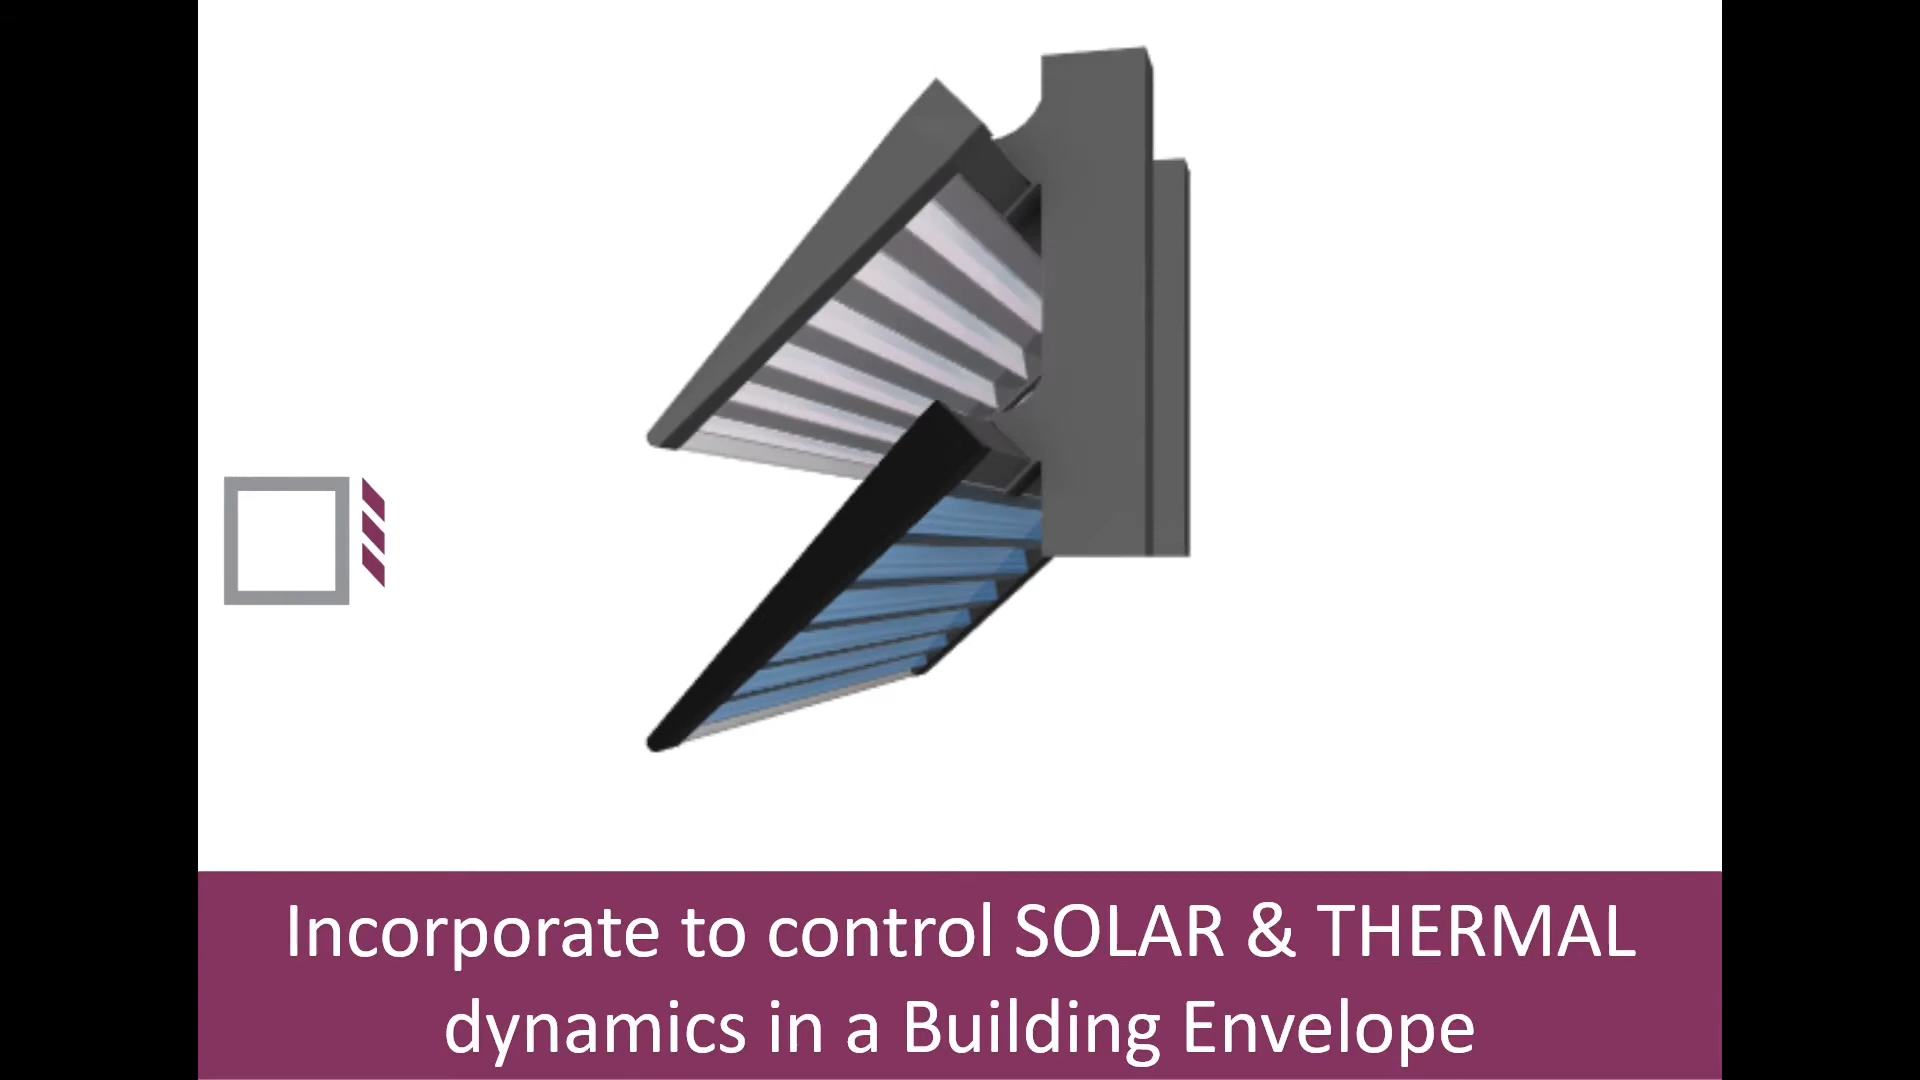 Incorporate to control SOLAR & THERMAL
dynamics in a Building Envelope